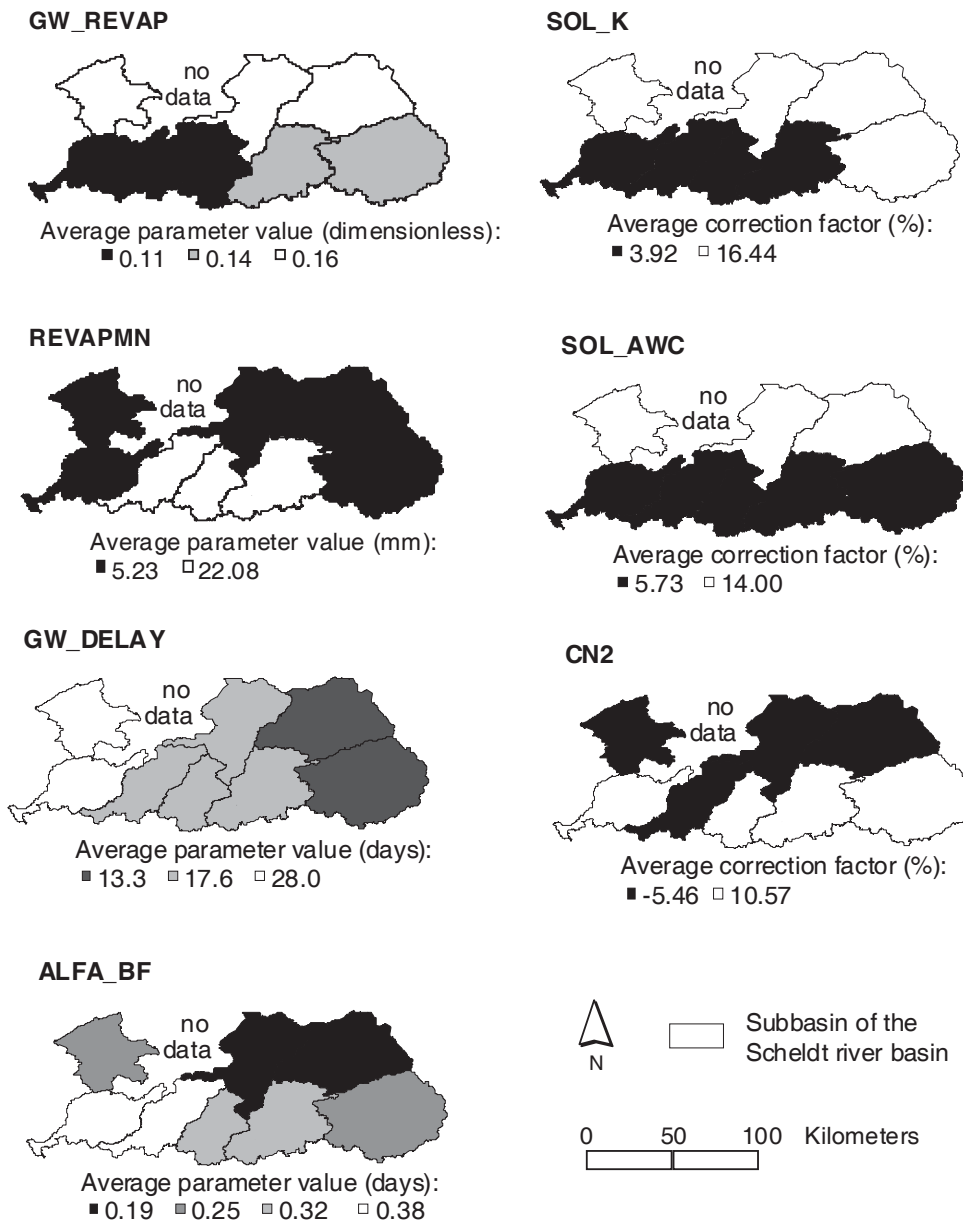 GW_REVAP
no
data
Average parameter value (dimensionless):
0.11 0.14 0.16
REVAPMN
no
data
Average parameter value (mm):
5.23 22.08
GW_DELAY
no
data
Average parameter value (days):
13.3 17.6 28.0
ALFA_BF
no
data
Average parameter value (days):
0.19 0.25 0.32 0.38
SOL_K
no
data
Average correction factor (%):
3.92 16.44
SOL_AWC
no
data
Average correction factor (%):
5.73 14.00
CN2
no
data
Average correction factor (%):
-5.46 10.57
N
Subbasin of the
Scheldt river basin
0 50 100 Kilometers